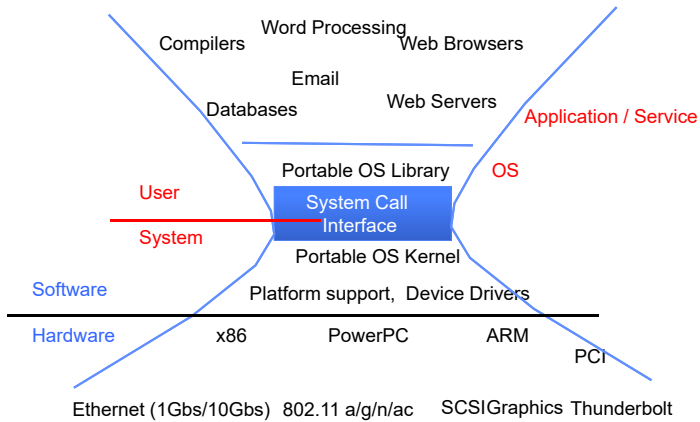 Word Processing
Compilers
Web Browsers
Email
Databases
Web Servers
Application / Service
Portable OS Library
OS
User
System Call
Interface
System
Portable OS Kernel
Software
Platform support, Device Drivers
Hardware
x86
PowerPC
ARM
PCI
Ethernet (1Gbs/10Gbs)
802.11 a/g/n/ac
SCSI
Graphics
Thunderbolt